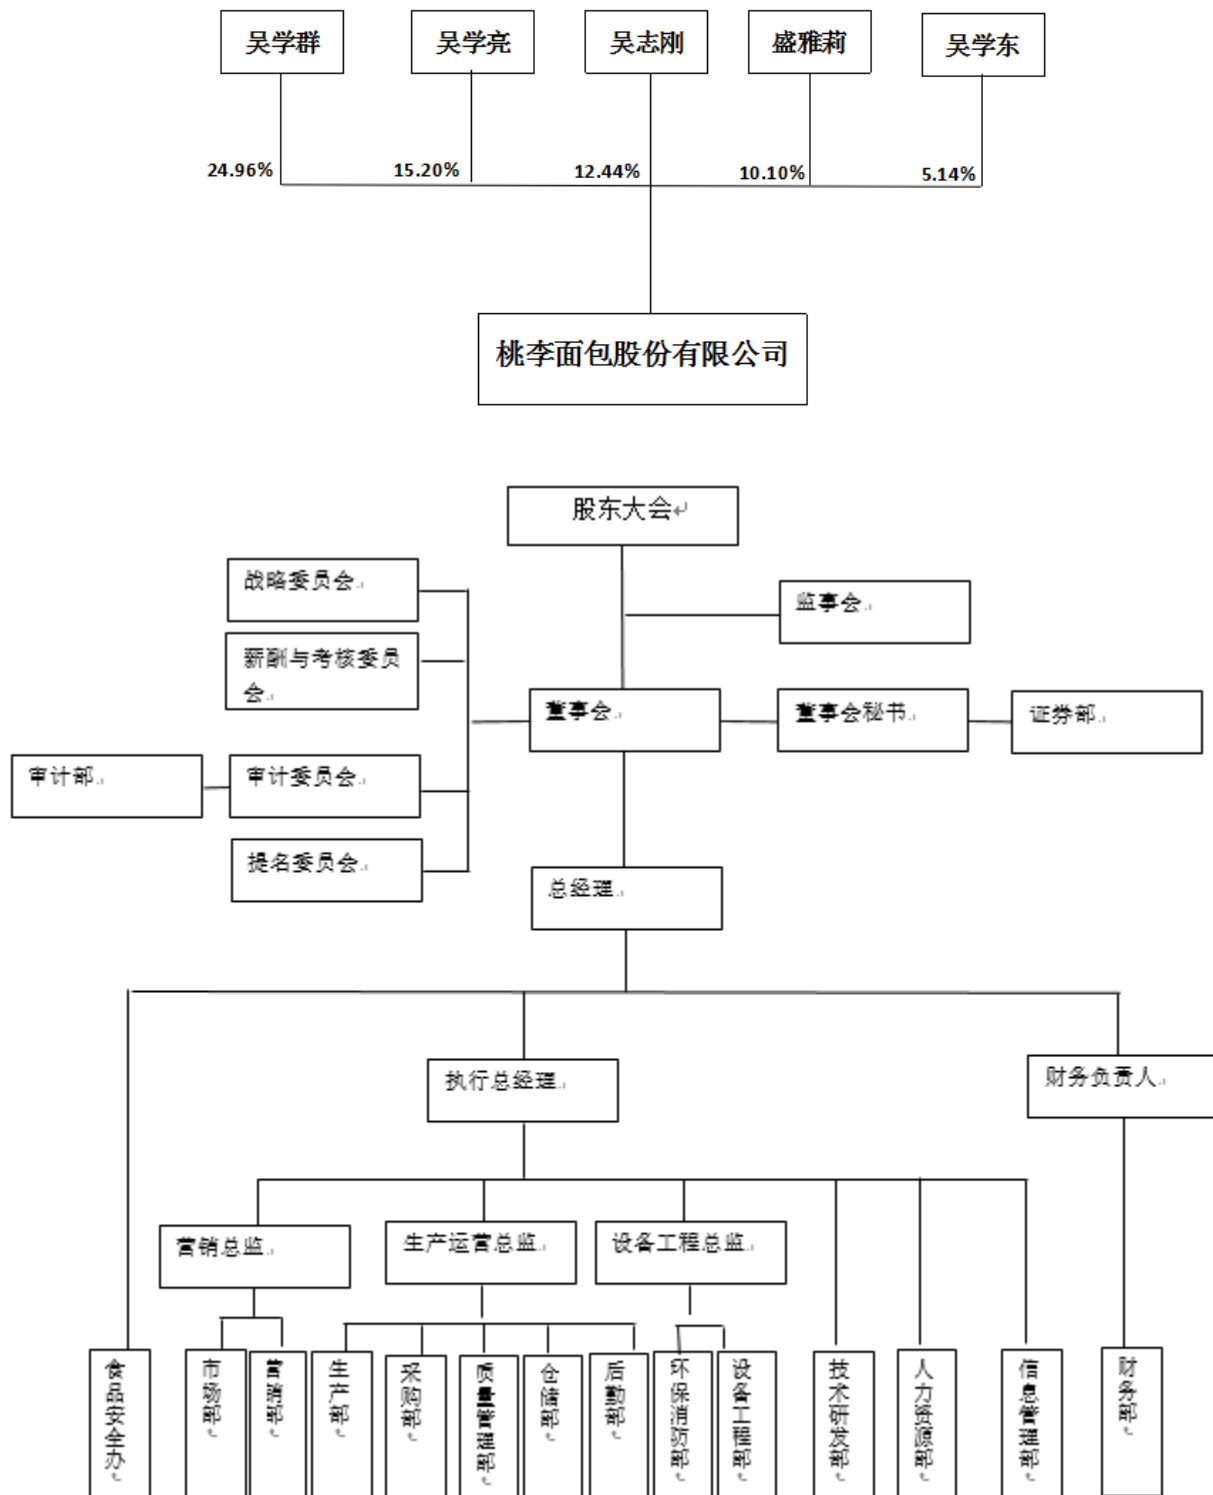 吴学群
吴学亮
吴志刚
盛雅莉
吴学东
24.96%
15.20%
12.44%
10.10%
5.14%
桃李面包股份有限公司
股东大会
战略委员会
监事会
薪酬与考核委员
会
董事会
董事会秘书
证券部
审计部
审计委员会
提名委员会
总经理
执行总经理
财务负责人
营销总监
生产运营总监
设备工程总监
食品安全办
市场部
营销部
生产部
采购部
质量管理部
仓储部
后勤部
环保消防部
设备工程部
技术研发部
人力资源部
信息管理部
财务部